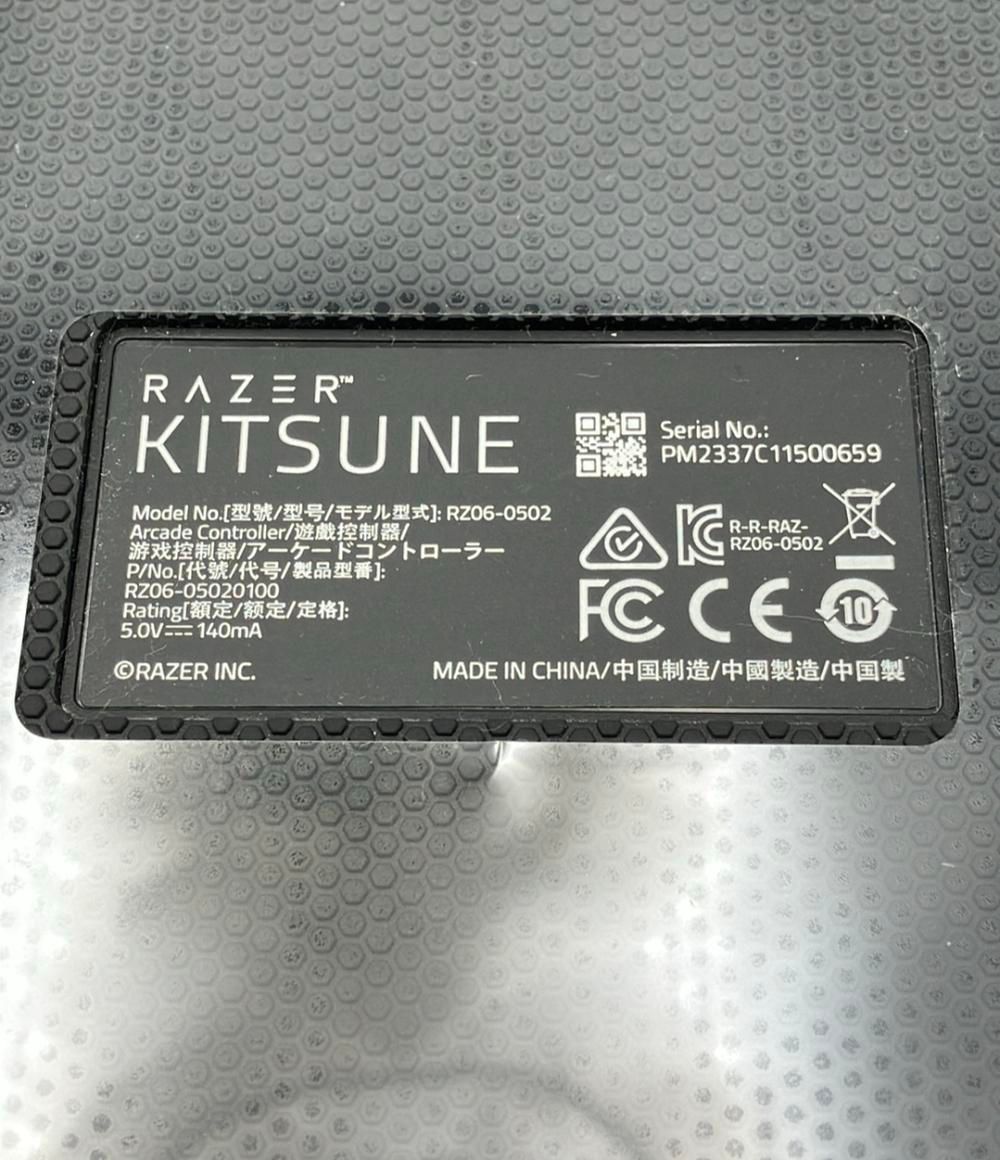 RAZER™
KITSUNE
Serial No.:
PM2337C11500659
Model No.[型號/型号/モデル型式]: RZ06-0502
Arcade Controller/遊戲控制器/
游戏控制器/アーケードコントローラー
P/No.[代號/代号/製品型番]:
RZ06-05020100
Rating[額定/额定/定格]:
5.0V⎓140mA
R-R-RAZ-
RZ06-0502
FC CE 10
©RAZER INC.
MADE IN CHINA/中国制造/中國製造/中国製